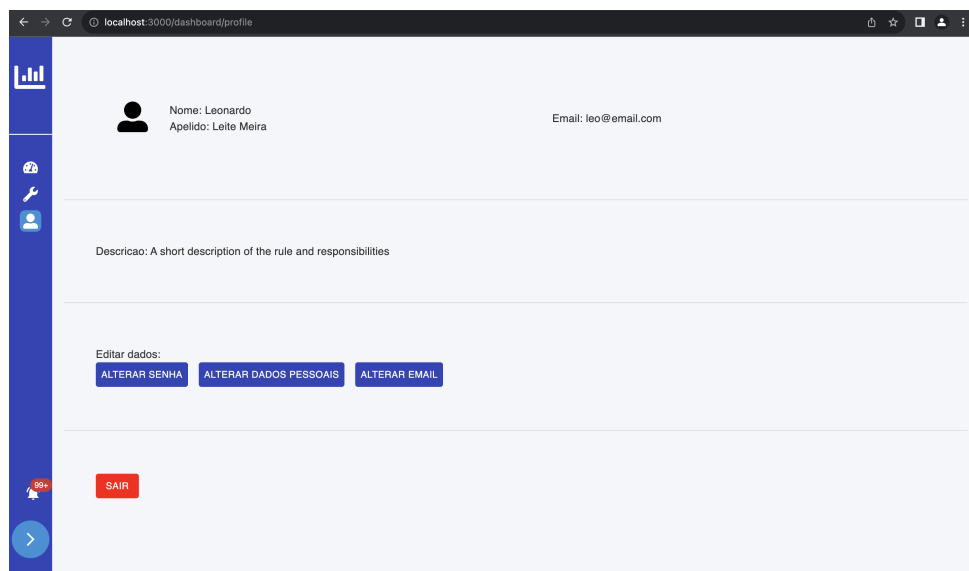 localhost:3000/dashboard/profile
Nome: Leonardo
Apelido: Leite Meira
Email: leo@email.com
Descricao: A short description of the rule and responsibilities
Editar dados:
ALTERAR SENHA ALTERAR DADOS PESSOAIS ALTERAR EMAIL
99+
SAIR